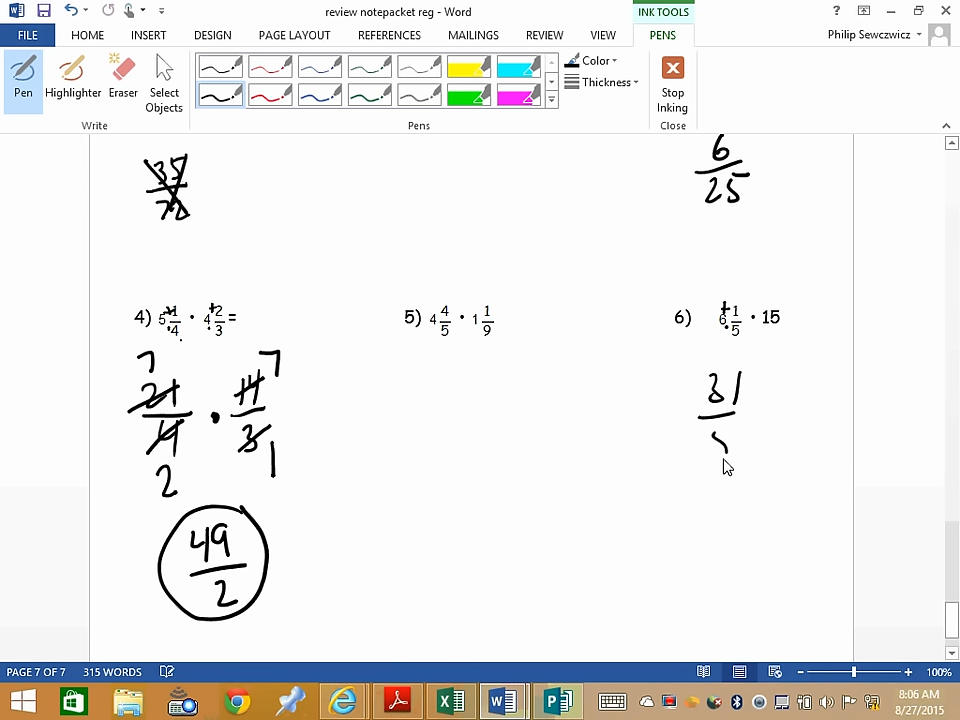 review notepacket reg - Word
INK TOOLS
FILE HOME INSERT DESIGN PAGE LAYOUT REFERENCES MAILINGS REVIEW VIEW PENS
Philip Sewczwicz
Pen Highlighter Eraser Select Objects
Color
Thickness
Stop Inking
Write Pens Close
35/72
6/25
4) 5 1/4 · 4 2/3 =
5) 4 4/5 · 1 1/9
6) 6 1/5 · 15
7 7
21/4 · 14/3
2 1
31
49/2
PAGE 7 OF 7 315 WORDS
100%
8:06 AM
8/27/2015